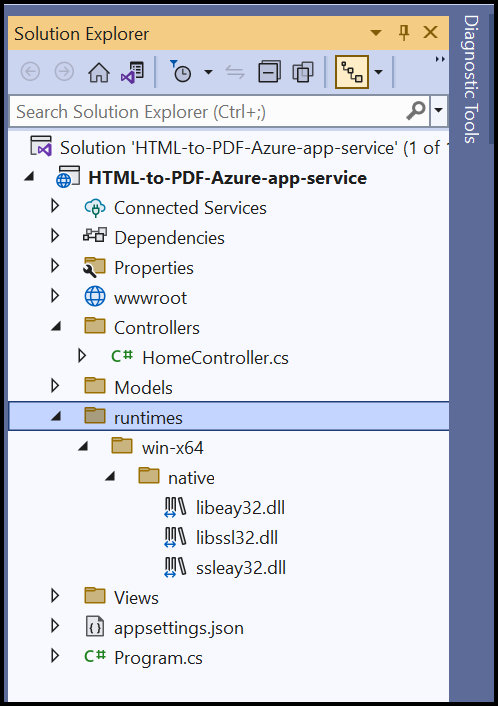 Solution Explorer
Search Solution Explorer (Ctrl+;)
Solution 'HTML-to-PDF-Azure-app-service' (1 of 1
HTML-to-PDF-Azure-app-service
Connected Services
Dependencies
Properties
wwwroot
Controllers
C# HomeController.cs
Models
runtimes
win-x64
native
libeay32.dll
libssl32.dll
ssleay32.dll
Views
appsettings.json
C# Program.cs
Diagnostic Tools